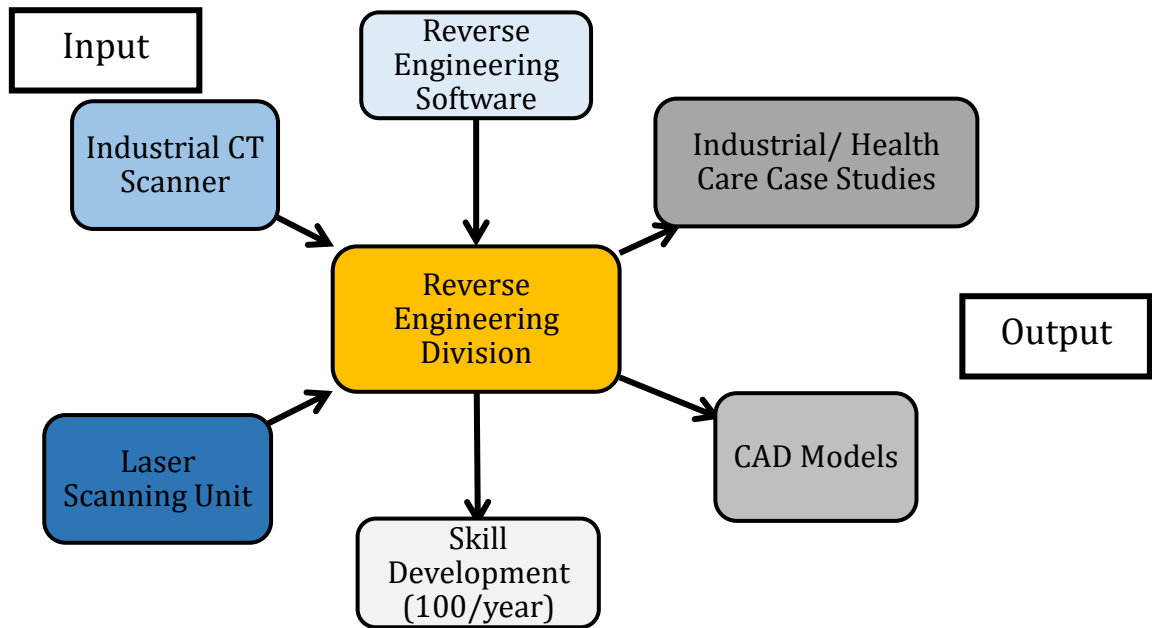 Input
Reverse
Engineering
Software
Industrial CT
Scanner
Industrial/ Health
Care Case Studies
Reverse
Engineering
Division
Output
Laser
Scanning Unit
CAD Models
Skill
Development
(100/year)